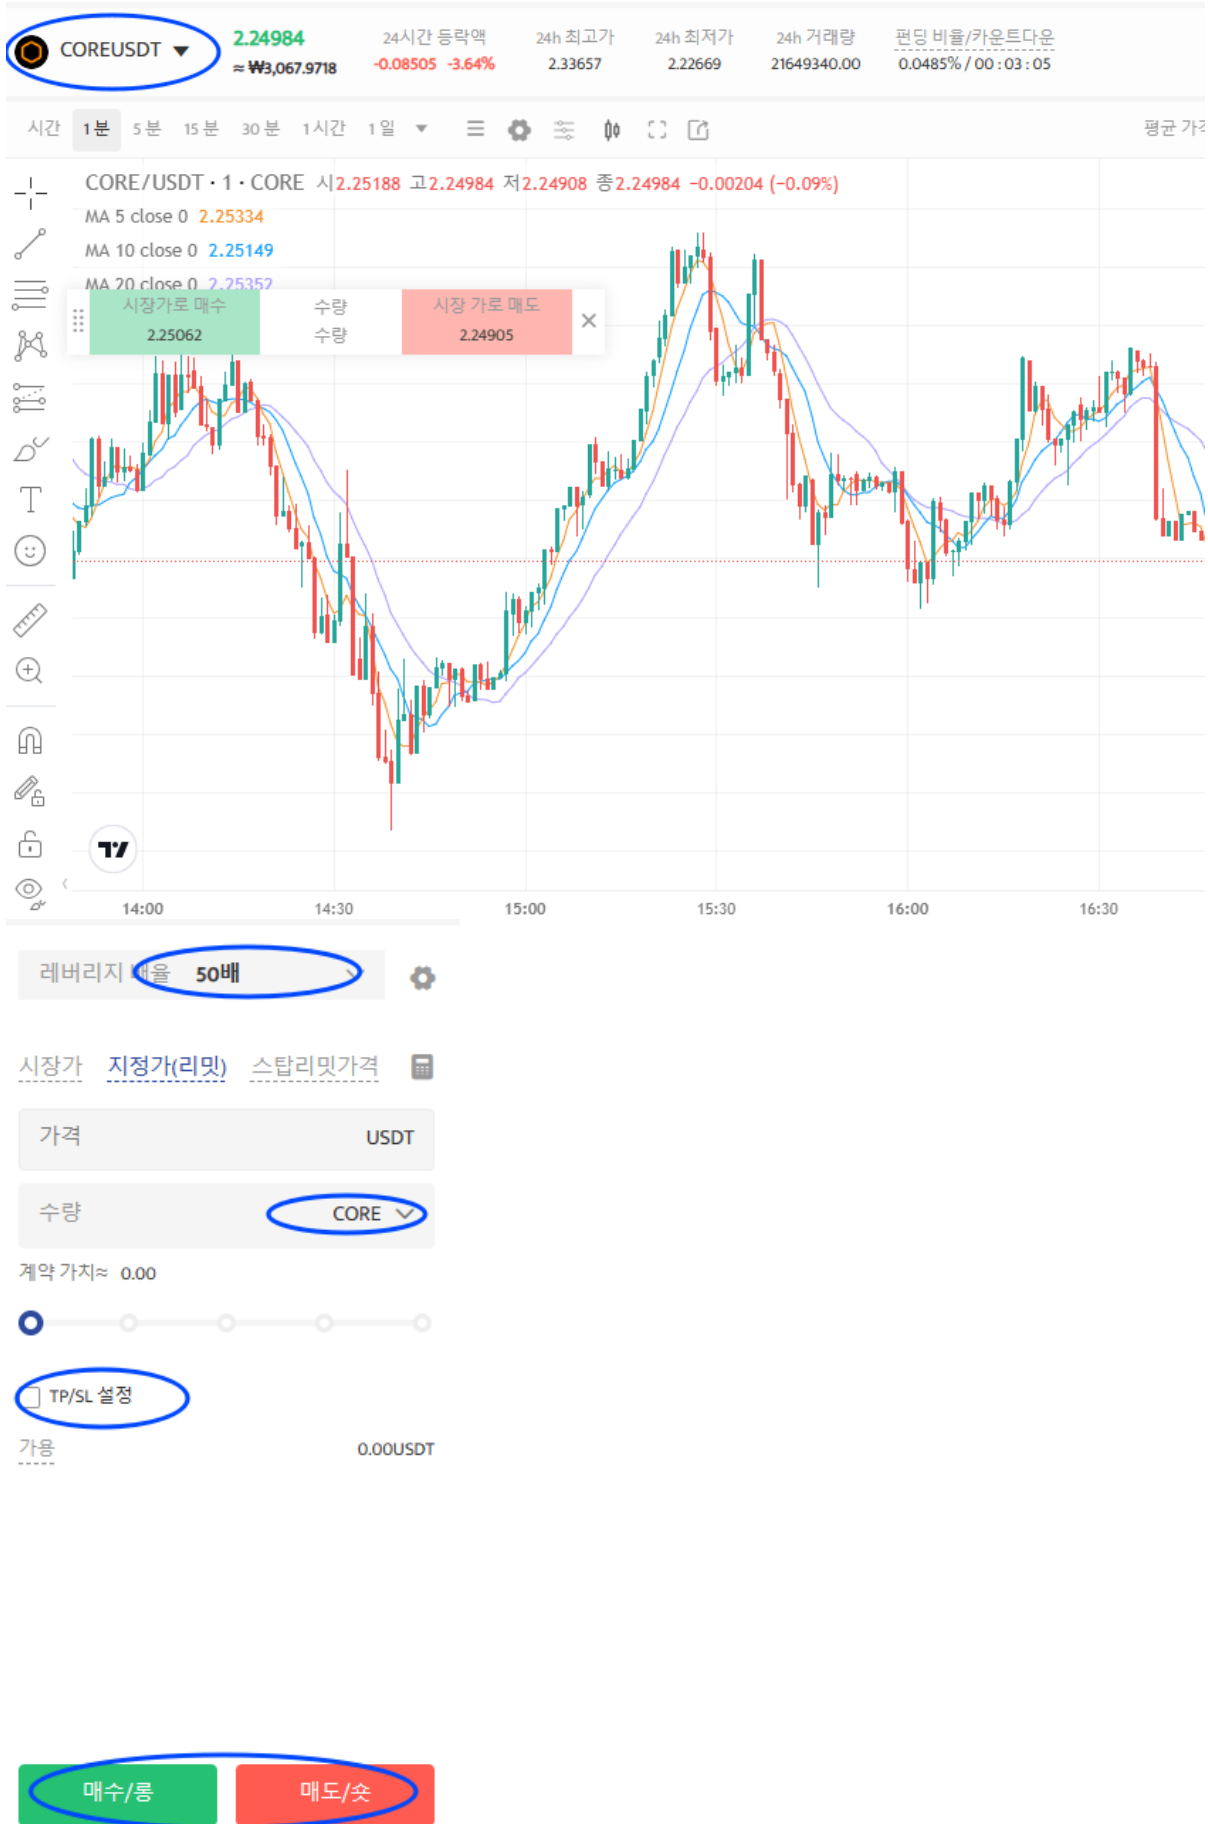 COREUSDT
2.24984
≈ ₩3,067.9718
24시간 등락액
-0.08505 -3.64%
24h 최고가
2.33657
24h 최저가
2.22669
24h 거래량
21649340.00
펀딩 비율/카운트다운
0.0485% / 00 : 03 : 05
시간 1분 5분 15분 30분 1시간 1일
평균 가격
CORE/USDT · 1 · CORE 시2.25188 고2.24984 저2.24908 종2.24984 -0.00204 (-0.09%)
MA 5 close 0 2.25334
MA 10 close 0 2.25149
MA 20 close 0 2.25352
시장가로 매수 수량 시장 가로 매도
2.25062 수량 2.24905
14:00 14:30 15:00 15:30 16:00 16:30
레버리지 배율 50배
시장가 지정가(리밋) 스탑리밋가격
가격 USDT
수량 CORE
계약 가치≈ 0.00
TP/SL 설정
가용 0.00USDT
매수/롱 매도/숏